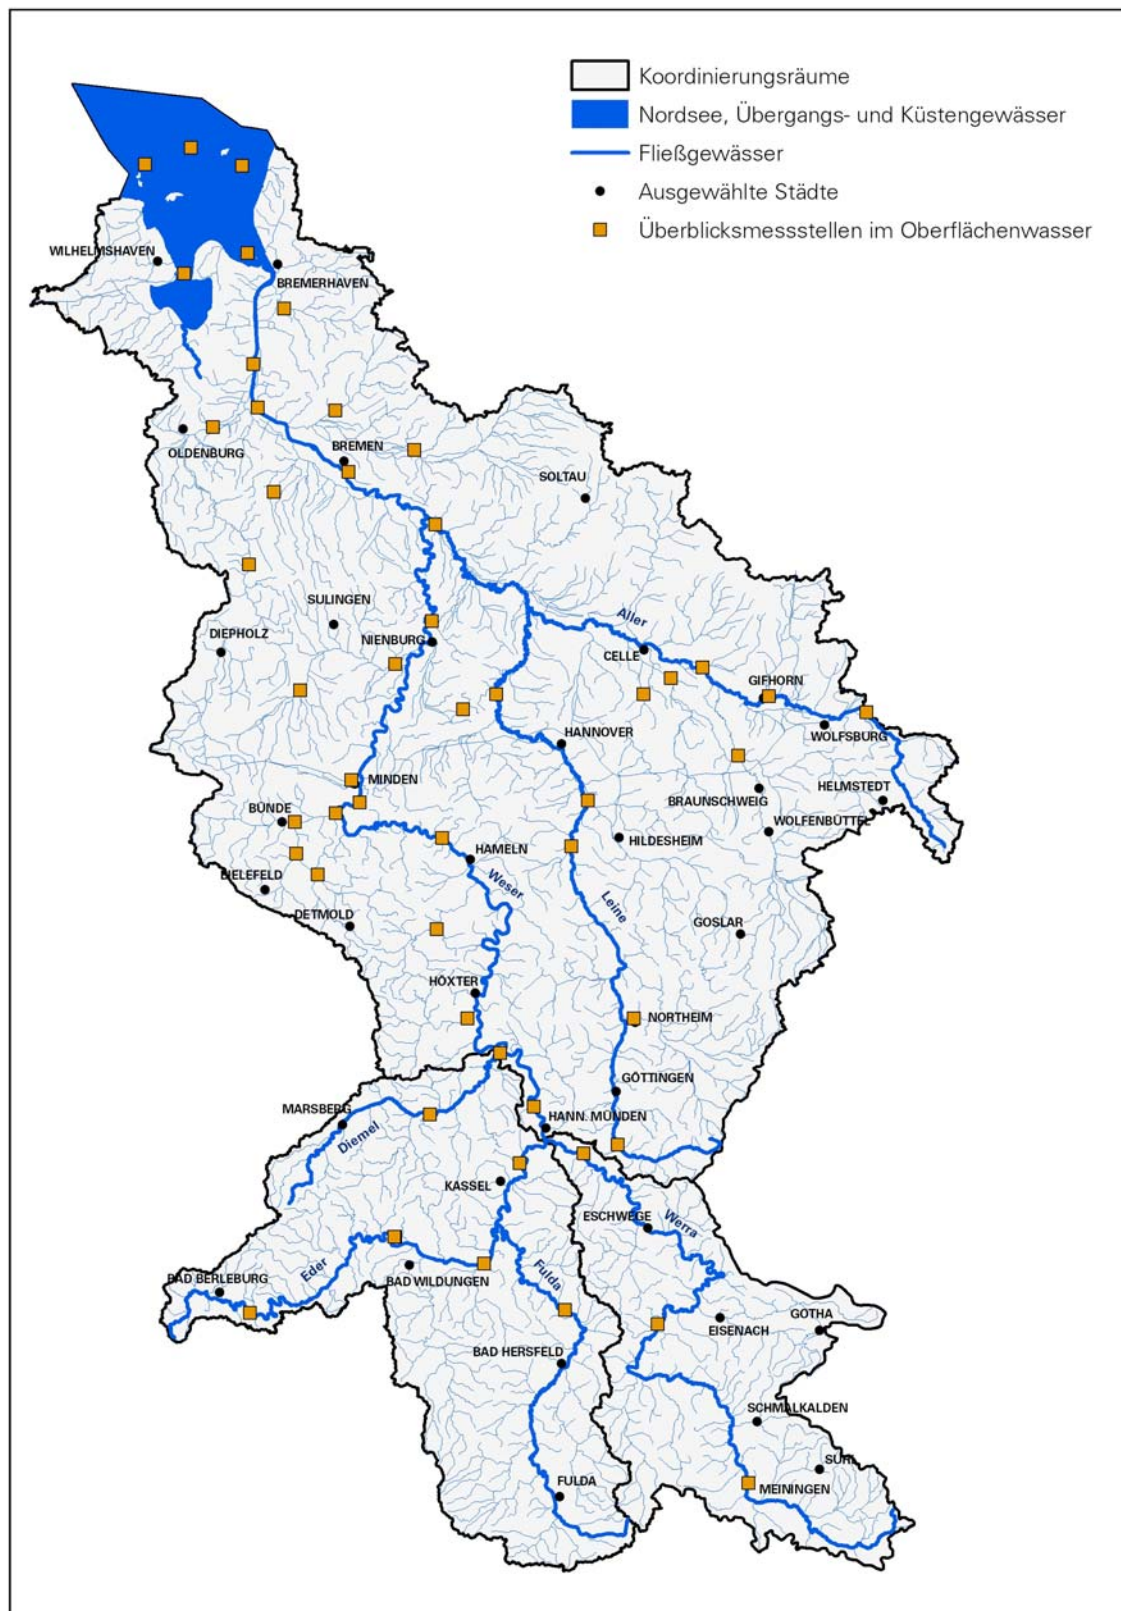 Koordinierungsräume
Nordsee, Übergangs- und Küstengewässer
Fließgewässer
Ausgewählte Städte
Überblicksmessstellen im Oberflächenwasser
WILHELMSHAVEN
BREMERHAVEN
OLDENBURG
BREMEN
SOLTAU
SULINGEN
Aller
DIEPHOLZ
NIENBURG
CELLE
GIFHORN
HANNOVER
WOLFSBURG
MINDEN
HELMSTEDT
BÜNDE
BRAUNSCHWEIG
WOLFENBÜTTEL
HILDESHEIM
HAMELN
BIELEFELD
Weser
Leine
DETMOLD
GOSLAR
HÖXTER
NORTHEIM
GÖTTINGEN
MARSBERG
HANN. MÜNDEN
Diemel
KASSEL
ESCHWEGE
Werra
Eder
Fulda
BAD BERLEBURG
BAD WILDUNGEN
GOTHA
EISENACH
BAD HERSFELD
SCHMALKALDEN
SUHL
FULDA
MEININGEN